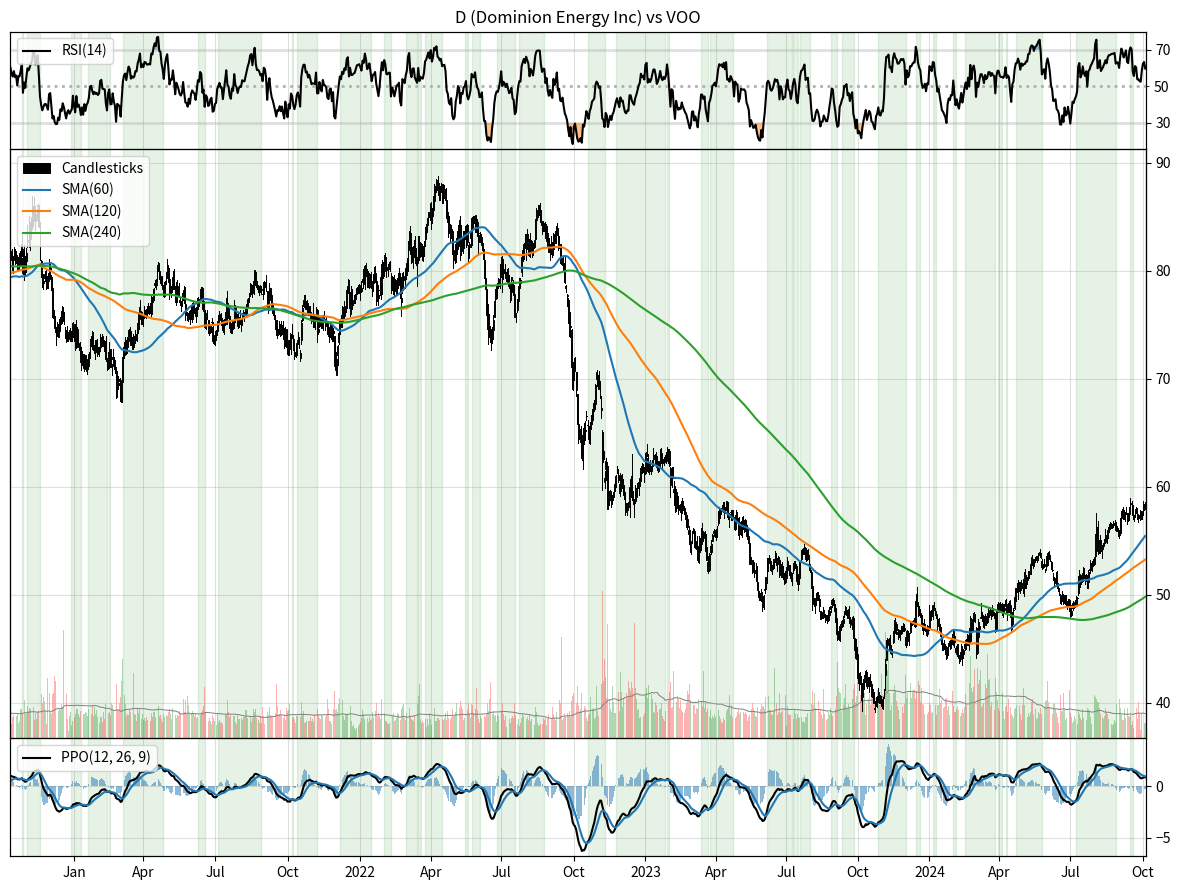 D (Dominion Energy Inc) vs VOO
RSI(14)
70
50
30
Candlesticks
SMA(60)
SMA(120)
SMA(240)
90
80
70
60
50
40
PPO(12, 26, 9)
0
−5
Jan Apr Jul Oct 2022 Apr Jul Oct 2023 Apr Jul Oct 2024 Apr Jul Oct